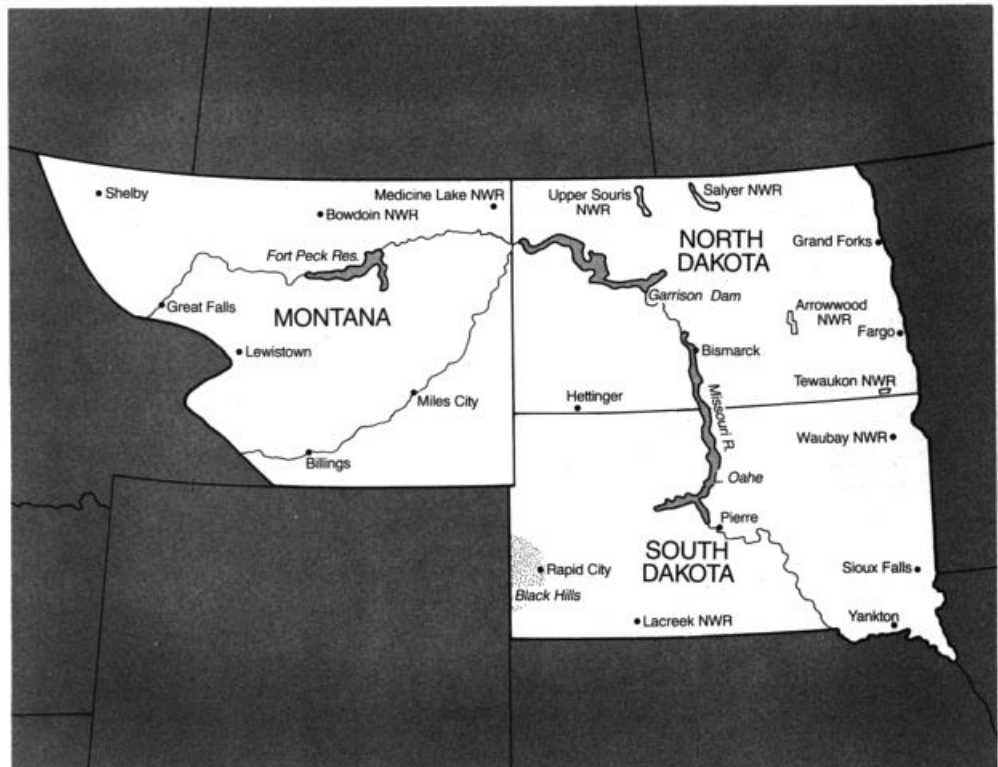 Shelby
Medicine Lake NWR
Bowdoin NWR
Upper Souris
NWR
Salyer NWR
NORTH
DAKOTA
Grand Forks
Fort Peck Res.
Garrison Dam
Great Falls
MONTANA
Arrowwood
NWR
Fargo
Lewistown
Bismarck
Tewaukon NWR
Miles City
Hettinger
Missouri R.
Waubay NWR
Billings
L. Oahe
Pierre
SOUTH
DAKOTA
Rapid City
Sioux Falls
Black Hills
Lacreek NWR
Yankton